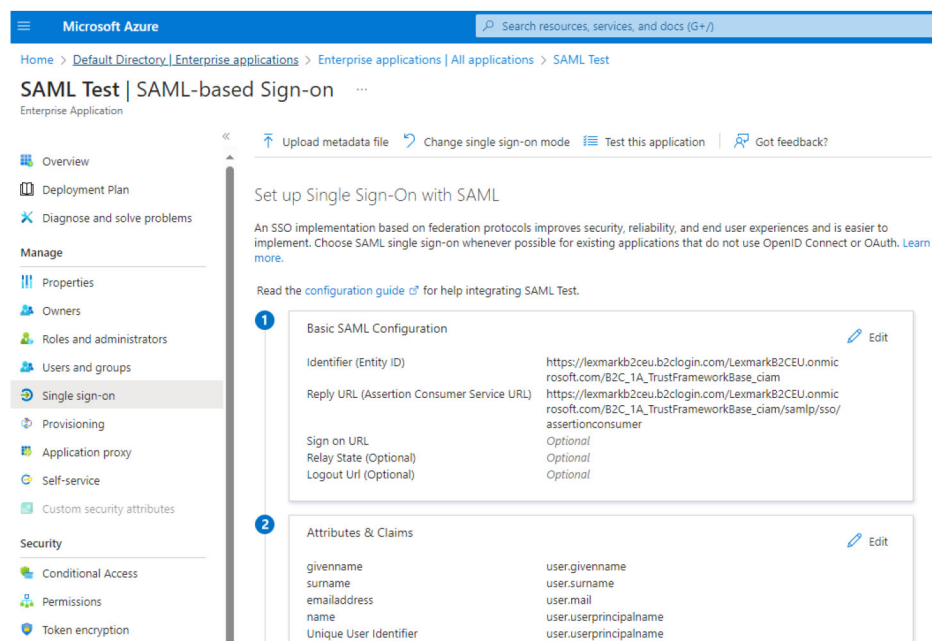 Microsoft Azure
Search resources, services, and docs (G+/)
Home > Default Directory | Enterprise applications > Enterprise applications | All applications > SAML Test
SAML Test | SAML-based Sign-on ...
Enterprise Application
«
Upload metadata file
Change single sign-on mode
Test this application
Got feedback?
Overview
Deployment Plan
Diagnose and solve problems
Manage
Properties
Owners
Roles and administrators
Users and groups
Single sign-on
Provisioning
Application proxy
Self-service
Custom security attributes
Security
Conditional Access
Permissions
Token encryption
Set up Single Sign-On with SAML
An SSO implementation based on federation protocols improves security, reliability, and end user experiences and is easier to
implement. Choose SAML single sign-on whenever possible for existing applications that do not use OpenID Connect or OAuth. Learn
more.
Read the configuration guide for help integrating SAML Test.
1
Basic SAML Configuration
Edit
Identifier (Entity ID) https://lexmarkb2ceu.b2clogin.com/LexmarkB2CEU.onmic
rosoft.com/B2C_1A_TrustFrameworkBase_ciam
Reply URL (Assertion Consumer Service URL) https://lexmarkb2ceu.b2clogin.com/LexmarkB2CEU.onmic
rosoft.com/B2C_1A_TrustFrameworkBase_ciam/samlp/sso/
assertionconsumer
Sign on URL Optional
Relay State (Optional) Optional
Logout Url (Optional) Optional
2
Attributes & Claims
Edit
givenname user.givenname
surname user.surname
emailaddress user.mail
name user.userprincipalname
Unique User Identifier user.userprincipalname